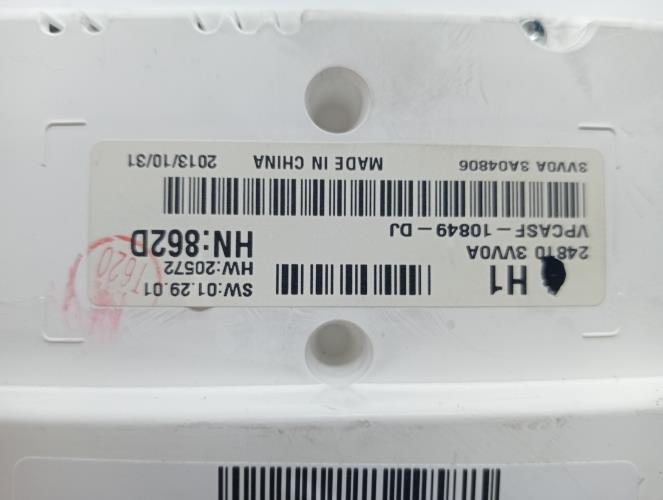 H1
SW:01.29.01
24810 3VV0A
HW:20572
VPCASF-10849-DJ
HN:862D
3VV0A 3A04806 MADE IN CHINA 2013/10/31
T620